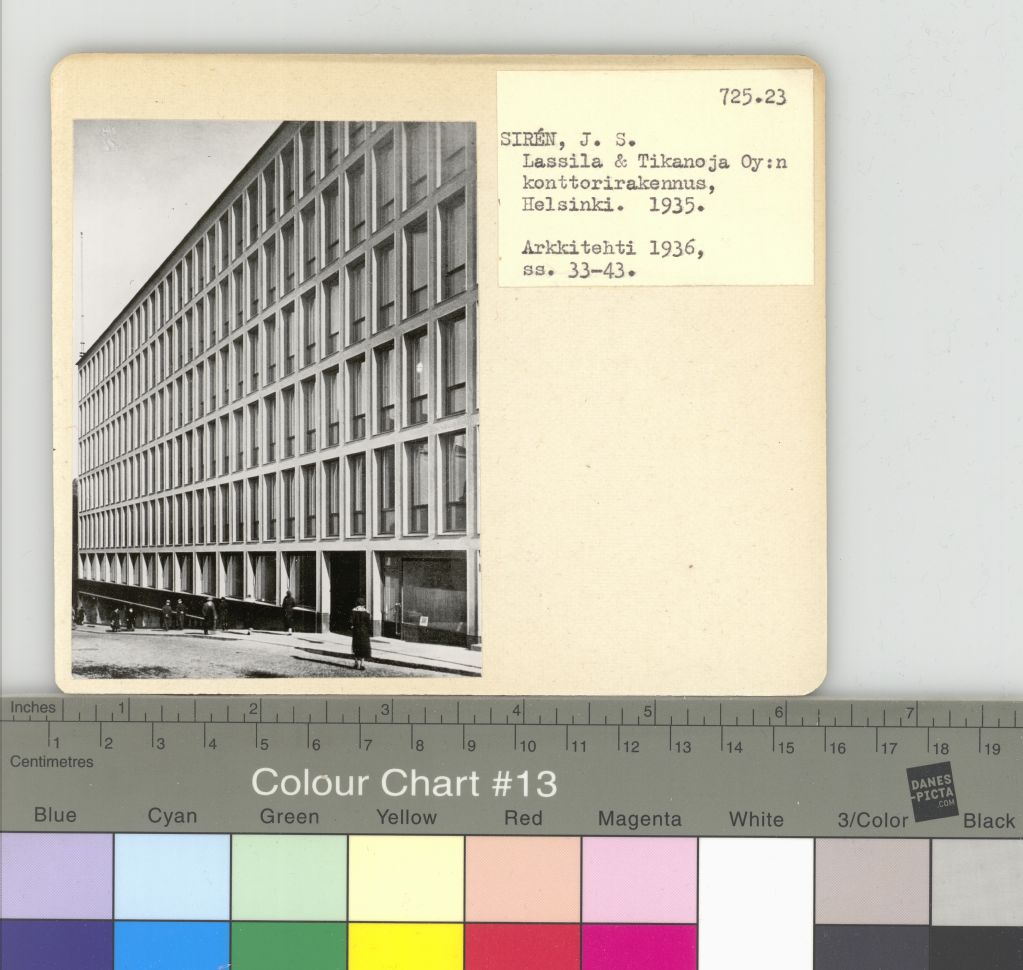 725.23
SIRÉN, J. S.
Lassila & Tikanoja Oy:n
konttorirakennus,
Helsinki. 1935.
Arkkitehti 1936,
ss. 33-43.
Inches 1 2 3 4 5 6 7
1 2 3 4 5 6 7 8 9 10 11 12 13 14 15 16 17 18 19
Centimetres
Colour Chart #13
DANES
-PICTA
.COM
Blue Cyan Green Yellow Red Magenta White 3/Color Black